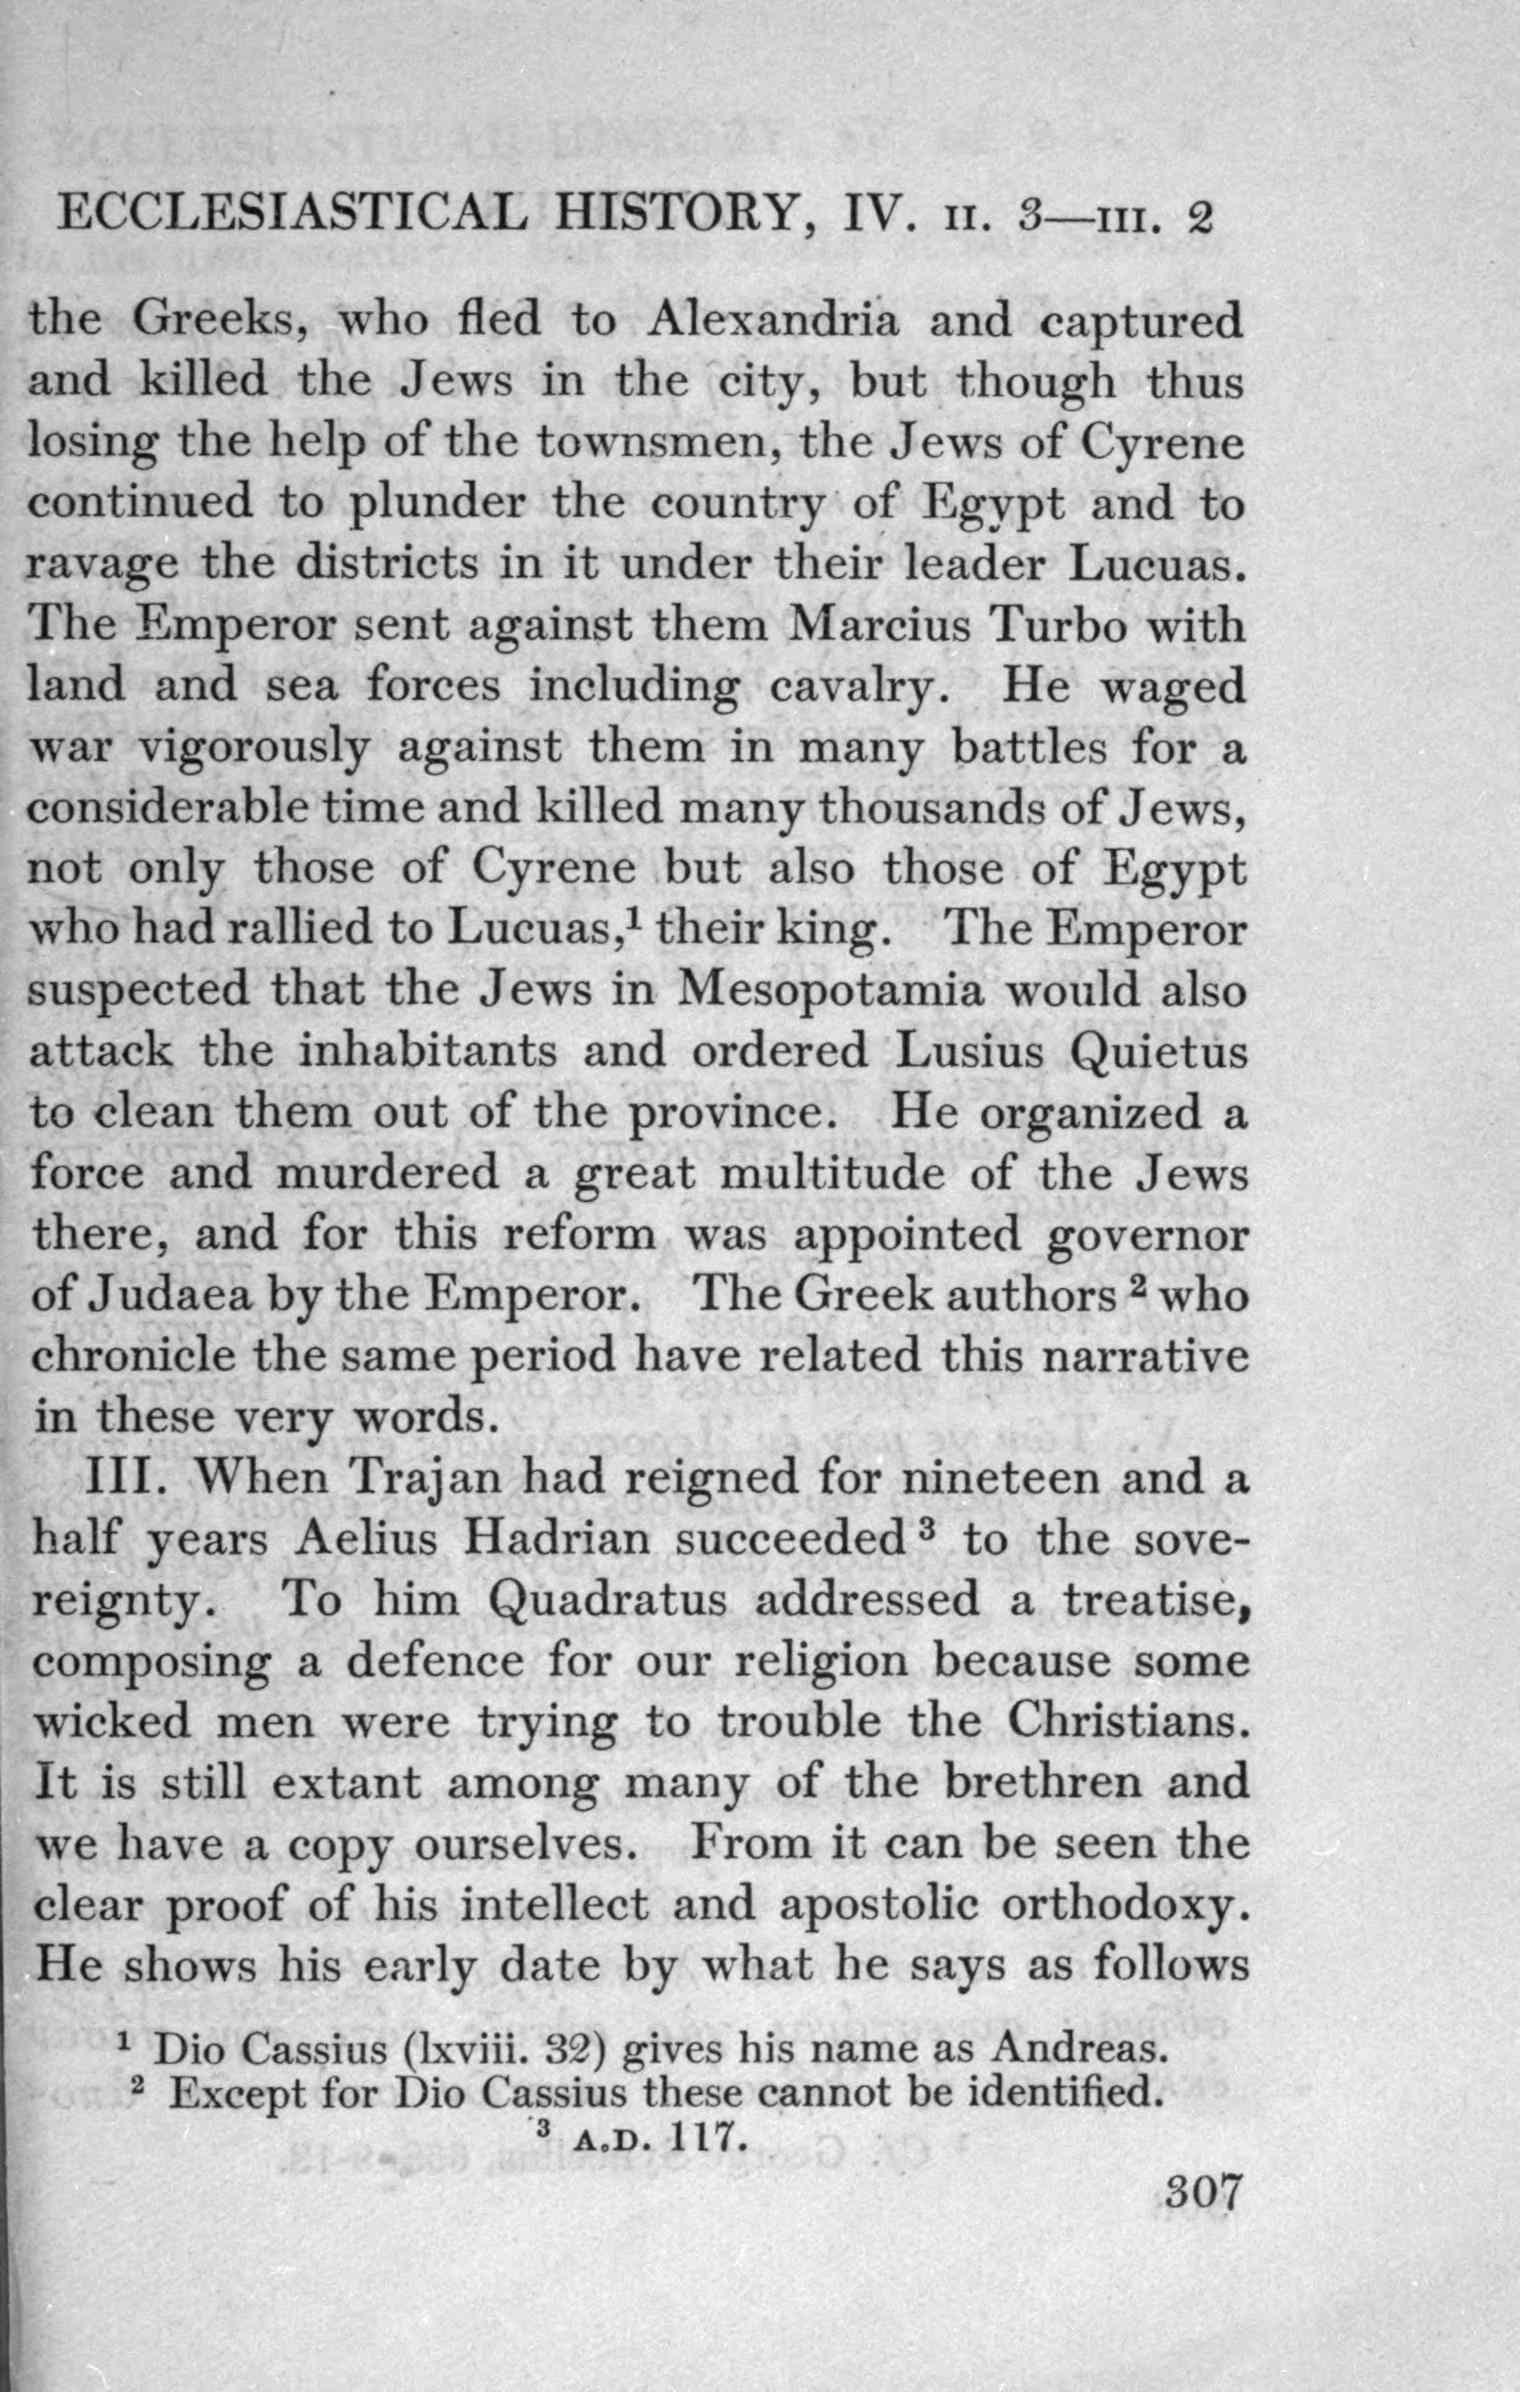 ECCLESIASTICAL HISTORY, IV. II. 3—III. 2
the Greeks, who fled to Alexandria and captured
and killed the Jews in the city, but though thus
losing the help of the townsmen, the Jews of Cyrene
continued to plunder the country of Egypt and to
ravage the districts in it under their leader Lucuas.
The Emperor sent against them Marcius Turbo with
land and sea forces including cavalry. He waged
war vigorously against them in many battles for a
considerable time and killed many thousands of Jews,
not only those of Cyrene but also those of Egypt
who had rallied to Lucuas,¹ their king. The Emperor
suspected that the Jews in Mesopotamia would also
attack the inhabitants and ordered Lusius Quietus
to clean them out of the province. He organized a
force and murdered a great multitude of the Jews
there, and for this reform was appointed governor
of Judaea by the Emperor. The Greek authors ² who
chronicle the same period have related this narrative
in these very words.
III. When Trajan had reigned for nineteen and a
half years Aelius Hadrian succeeded ³ to the sove-
reignty. To him Quadratus addressed a treatise,
composing a defence for our religion because some
wicked men were trying to trouble the Christians.
It is still extant among many of the brethren and
we have a copy ourselves. From it can be seen the
clear proof of his intellect and apostolic orthodoxy.
He shows his early date by what he says as follows
¹ Dio Cassius (lxviii. 32) gives his name as Andreas.
² Except for Dio Cassius these cannot be identified.
³ A.D. 117.
307